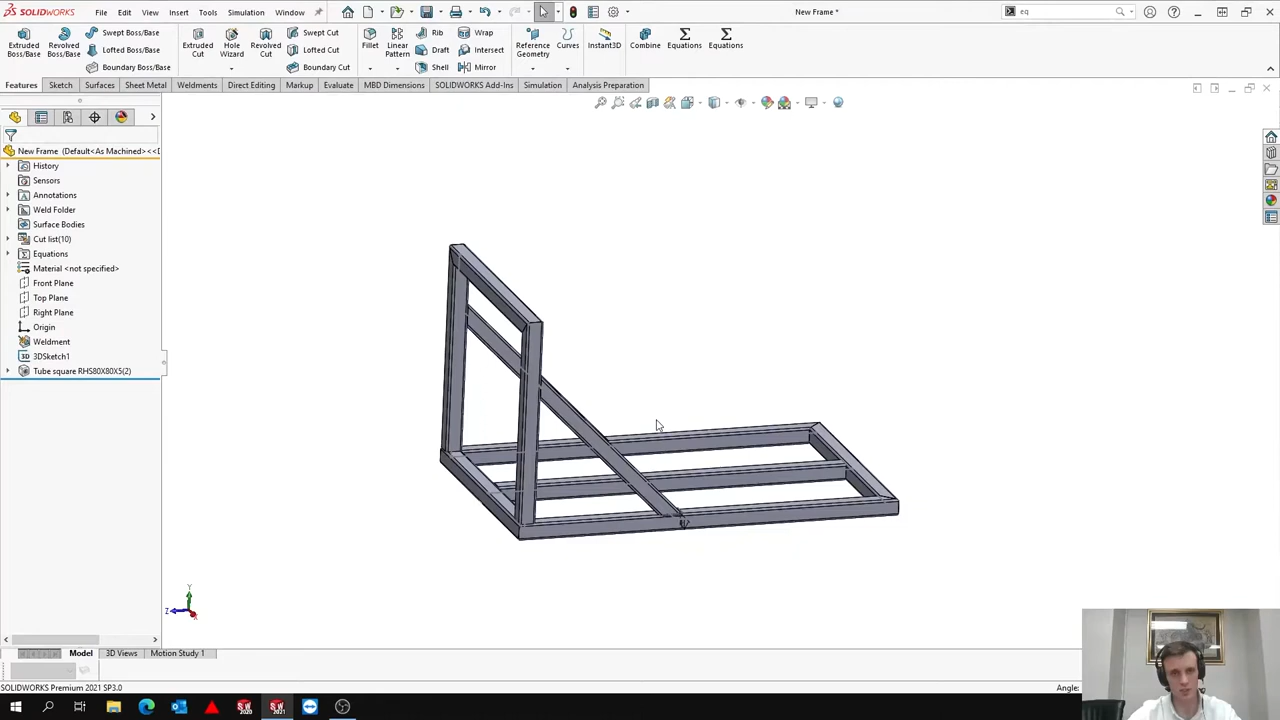 SOLIDWORKS File Edit View Insert Tools Simulation Window New Frame * eq
Extruded Boss/Base Revolved Boss/Base Swept Boss/Base Lofted Boss/Base Boundary Boss/Base Extruded Cut Hole Wizard Revolved Cut Swept Cut Lofted Cut Boundary Cut Fillet Linear Pattern Rib Draft Shell Wrap Intersect Mirror Reference Geometry Curves Instant3D Combine Equations Equations
Features Sketch Surfaces Sheet Metal Weldments Direct Editing Markup Evaluate MBD Dimensions SOLIDWORKS Add-Ins Simulation Analysis Preparation
New Frame (Default<As Machined><<D
History
Sensors
Annotations
Weld Folder
Surface Bodies
Cut list(10)
Equations
Material <not specified>
Front Plane
Top Plane
Right Plane
Origin
Weldment
3D 3DSketch1
Tube square RHS80X80X5(2)
Y
Z
X
Model 3D Views Motion Study 1
SOLIDWORKS Premium 2021 SP3.0 Angle:
SW 2020 SW 2021